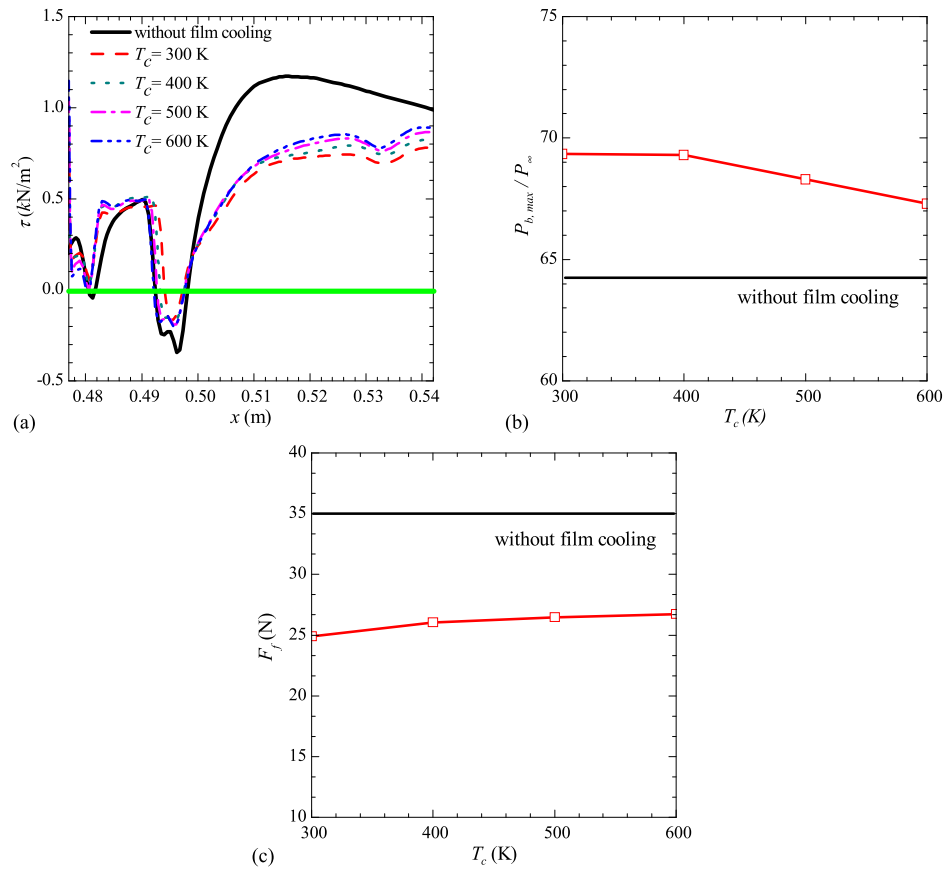 1.5
1.0
0.5
0.0
-0.5
τ (kN/m²)
without film cooling
T_c= 300 K
T_c= 400 K
T_c= 500 K
T_c= 600 K
0.48 0.49 0.50 0.51 0.52 0.53 0.54
x (m)
(a)
75
70
65
60
P_b, max / P_∞
without film cooling
300 400 500 600
T_c (K)
(b)
40
35
30
25
20
15
10
F_f (N)
without film cooling
300 400 500 600
T_c (K)
(c)